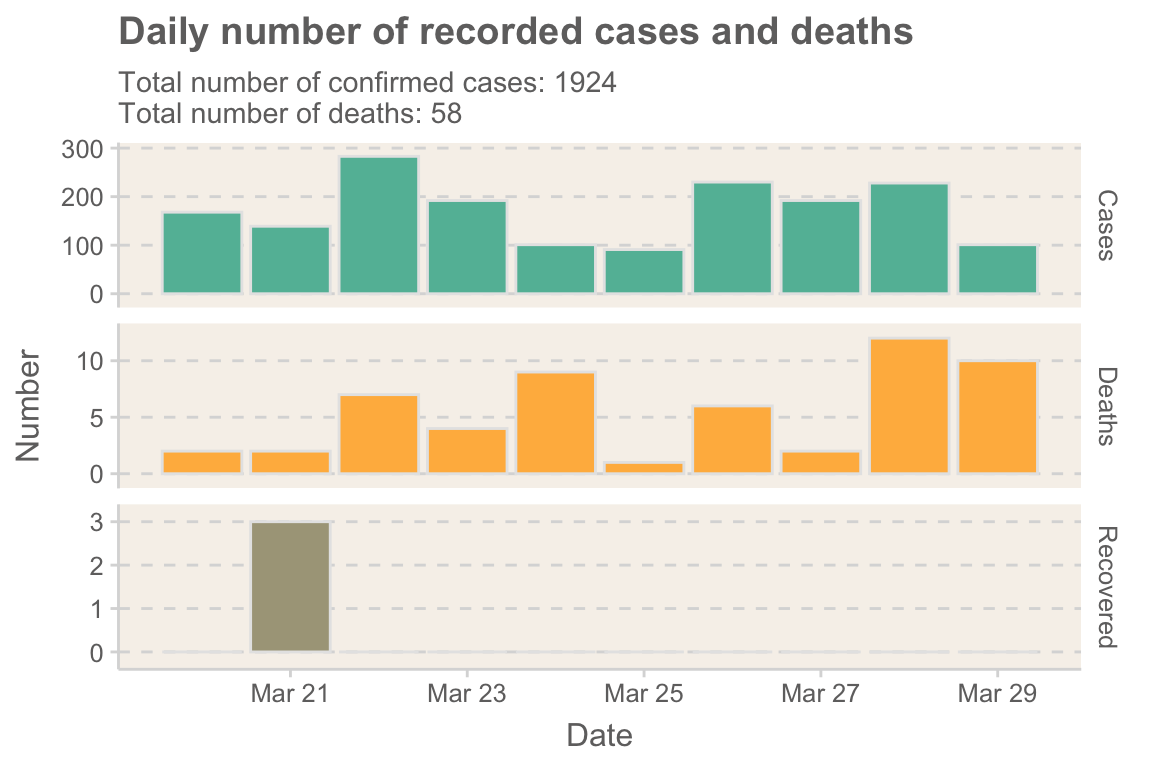 Daily number of recorded cases and deaths
Total number of confirmed cases: 1924
Total number of deaths: 58
300
200
100
0
Cases
Number
10
5
0
Deaths
3
2
1
0
Recovered
Mar 21 Mar 23 Mar 25 Mar 27 Mar 29
Date